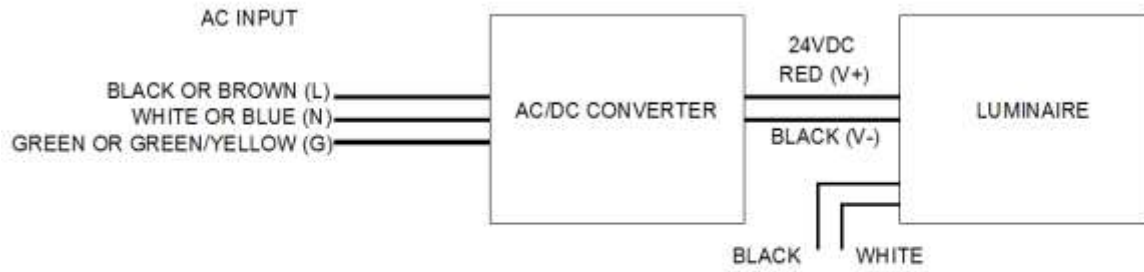 AC INPUT
BLACK OR BROWN (L)
WHITE OR BLUE (N)
GREEN OR GREEN/YELLOW (G)
AC/DC CONVERTER
24VDC
RED (V+)
BLACK (V-)
LUMINAIRE
BLACK
WHITE